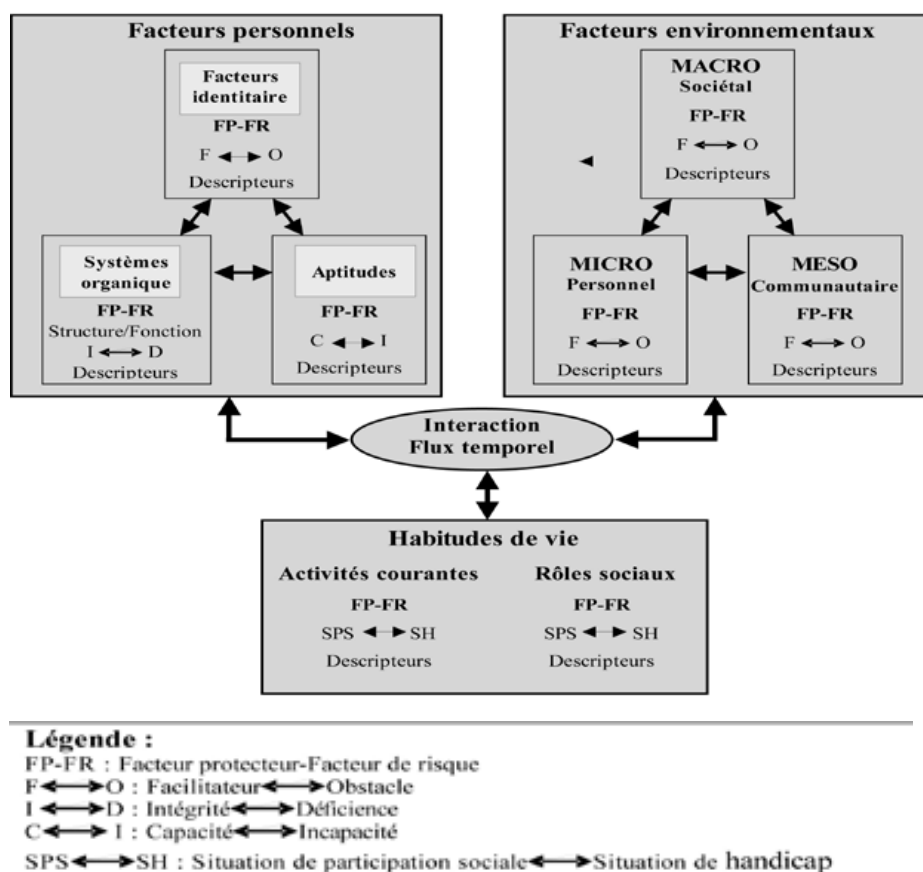 Facteurs personnels
Facteurs
identitaire
FP-FR
F ◄─► O
Descripteurs
Systèmes
organique
FP-FR
Structure/Fonction
I ◄─► D
Descripteurs
Aptitudes
FP-FR
C ◄─► I
Descripteurs
Facteurs environnementaux
MACRO
Sociétal
FP-FR
F ◄─► O
Descripteurs
MICRO
Personnel
FP-FR
F ◄─► O
Descripteurs
MESO
Communautaire
FP-FR
F ◄─► O
Descripteurs
Interaction
Flux temporel
Habitudes de vie
Activités courantes
FP-FR
SPS ◄─► SH
Descripteurs
Rôles sociaux
FP-FR
SPS ◄─► SH
Descripteurs
Légende :
FP-FR : Facteur protecteur-Facteur de risque
F◄─►O : Facilitateur◄─►Obstacle
I◄─►D : Intégrité◄─►Déficience
C◄─► I : Capacité◄─►Incapacité
SPS◄─►SH : Situation de participation sociale◄─►Situation de handicap